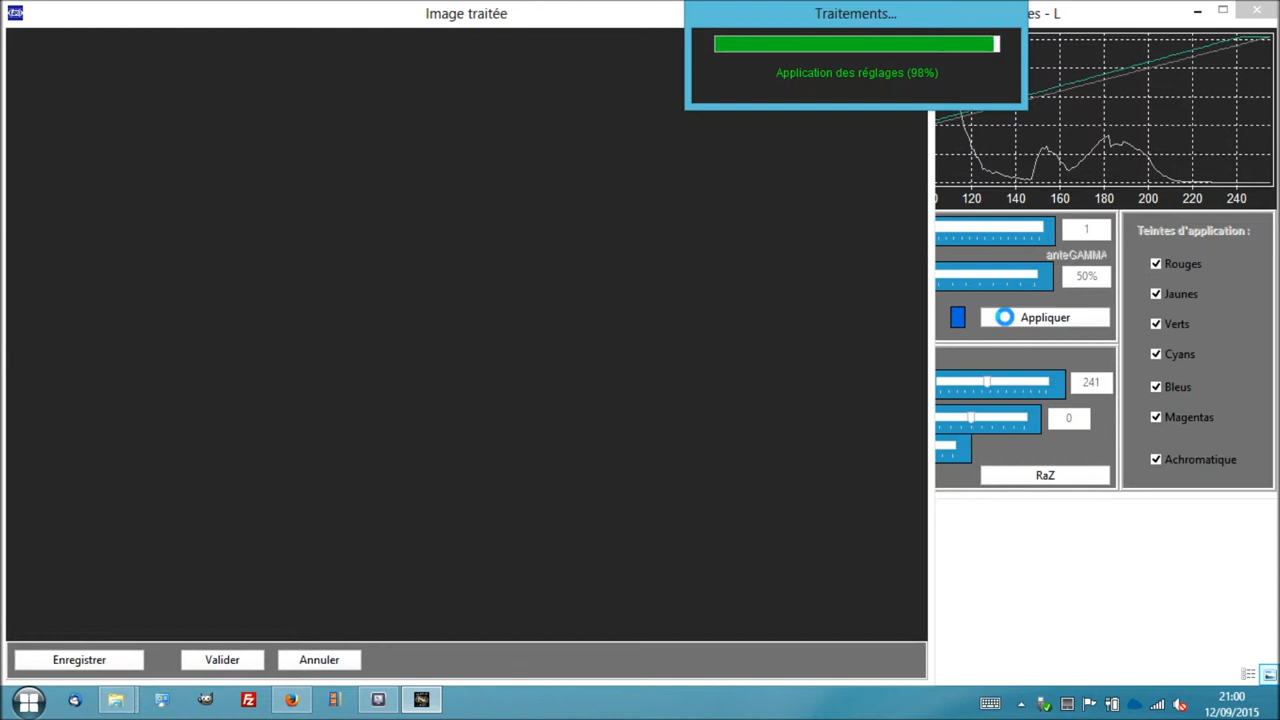 Image traitée
Traitements...
es - L
Application des réglages (98%)
120 140 160 180 200 220 240
1
Teintes d'application :
anteGAMMA
Rouges
50%
Jaunes
Appliquer
Verts
Cyans
241
Bleus
0
Magentas
Achromatique
RaZ
Enregistrer
Valider
Annuler
21:00
12/09/2015